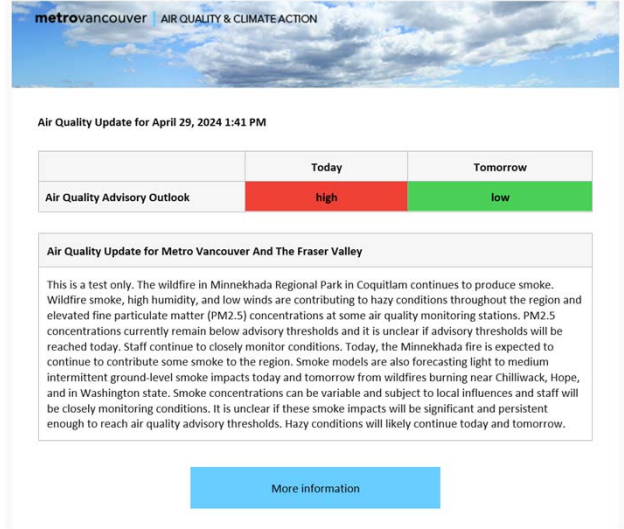 metrovancouver | AIR QUALITY & CLIMATE ACTION
Air Quality Update for April 29, 2024 1:41 PM
Today Tomorrow
Air Quality Advisory Outlook high low
Air Quality Update for Metro Vancouver And The Fraser Valley
This is a test only. The wildfire in Minnekhada Regional Park in Coquitlam continues to produce smoke.
Wildfire smoke, high humidity, and low winds are contributing to hazy conditions throughout the region and
elevated fine particulate matter (PM2.5) concentrations at some air quality monitoring stations. PM2.5
concentrations currently remain below advisory thresholds and it is unclear if advisory thresholds will be
reached today. Staff continue to closely monitor conditions. Today, the Minnekhada fire is expected to
continue to contribute some smoke to the region. Smoke models are also forecasting light to medium
intermittent ground-level smoke impacts today and tomorrow from wildfires burning near Chilliwack, Hope,
and in Washington state. Smoke concentrations can be variable and subject to local influences and staff will
be closely monitoring conditions. It is unclear if these smoke impacts will be significant and persistent
enough to reach air quality advisory thresholds. Hazy conditions will likely continue today and tomorrow.
More information